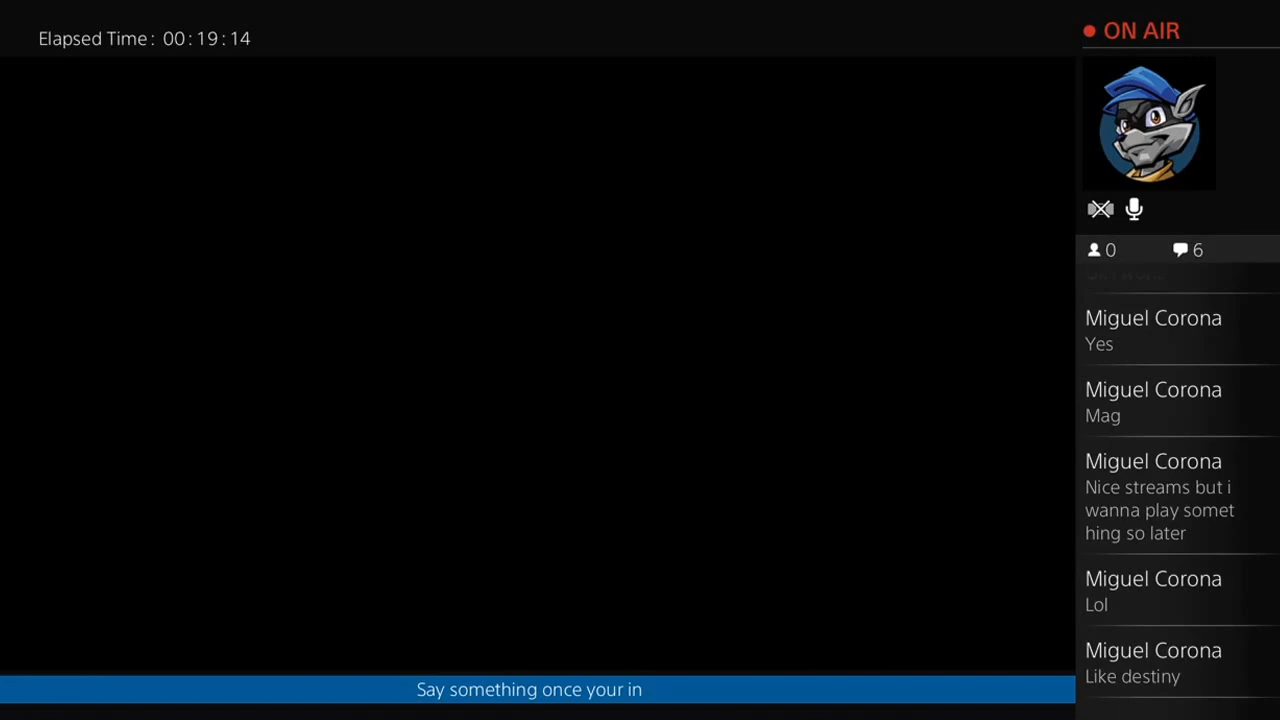 Elapsed Time: 00:19:14
ON AIR
0 6
Miguel Corona
Yes
Miguel Corona
Mag
Miguel Corona
Nice streams but i
wanna play somet
hing so later
Miguel Corona
Lol
Miguel Corona
Like destiny
Say something once your in